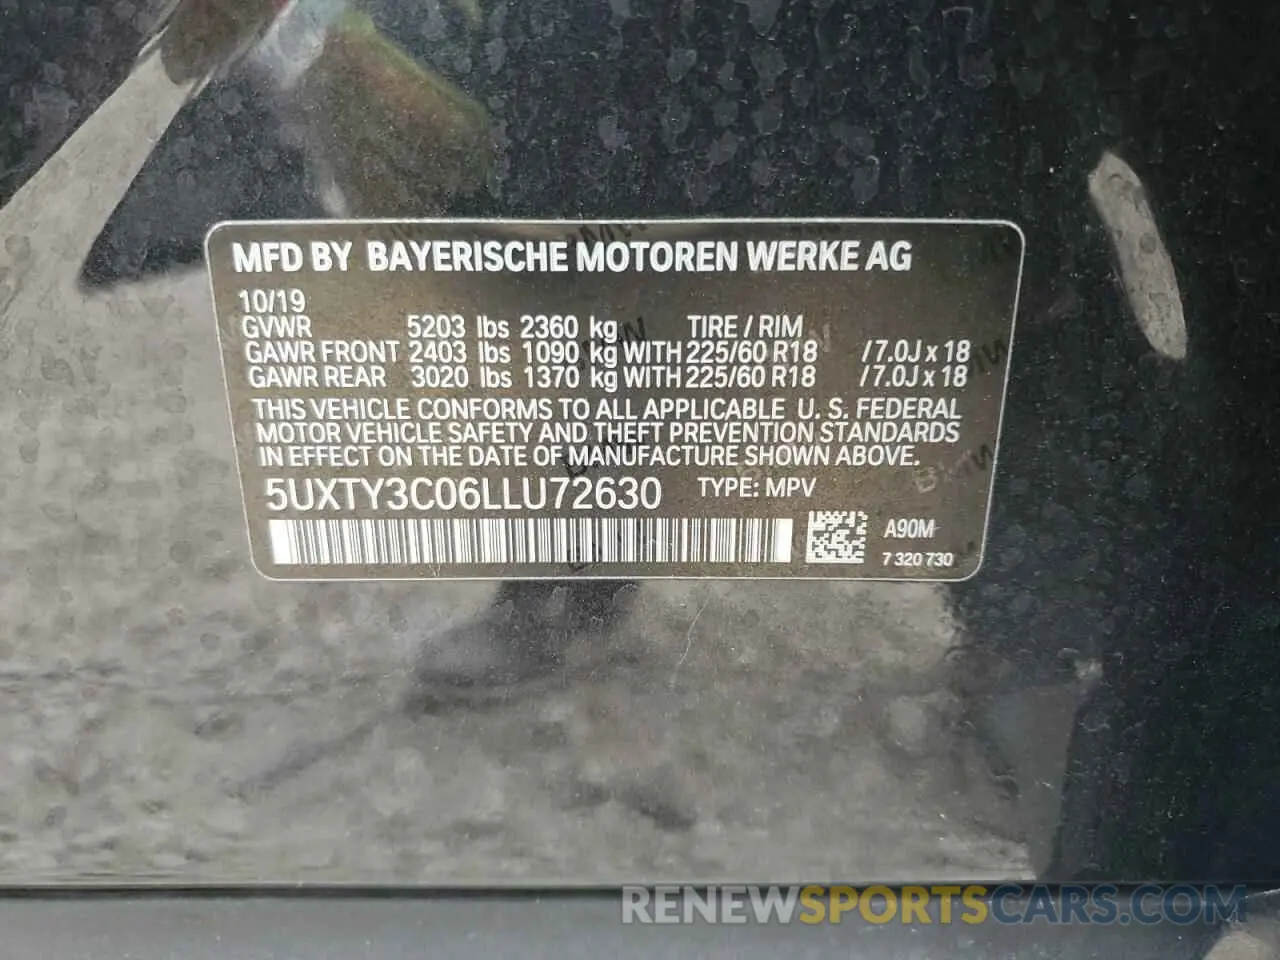 MFD BY BAYERISCHE MOTOREN WERKE AG
10/19
GVWR 5203 lbs 2360 kg TIRE / RIM
GAWR FRONT 2403 lbs 1090 kg WITH 225/60 R18 / 7.0J x 18
GAWR REAR 3020 lbs 1370 kg WITH 225/60 R18 / 7.0J x 18
THIS VEHICLE CONFORMS TO ALL APPLICABLE U. S. FEDERAL
MOTOR VEHICLE SAFETY AND THEFT PREVENTION STANDARDS
IN EFFECT ON THE DATE OF MANUFACTURE SHOWN ABOVE.
5UXTY3C06LLU72630 TYPE: MPV
A90M
7 320 730
RENEWSPORTSCARS.COM